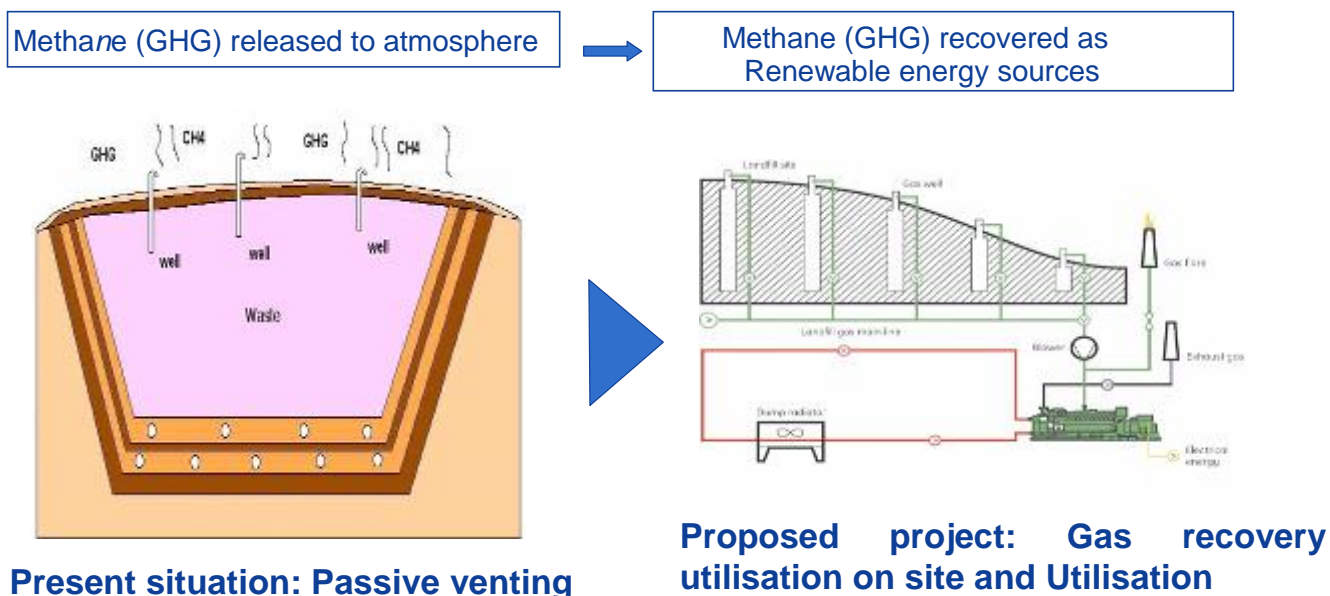 Methane (GHG) released to atmosphere
Methane (GHG) recovered as
Renewable energy sources
GHG
CH4
GHG
CH4
well
well
well
Waste
Landfill site
Gas well
Gas flare
Landfill gas main line
Blower
Exhaust gas
Dump radiator
Electrical
energy
Present situation: Passive venting
Proposed project: Gas recovery
utilisation on site and Utilisation